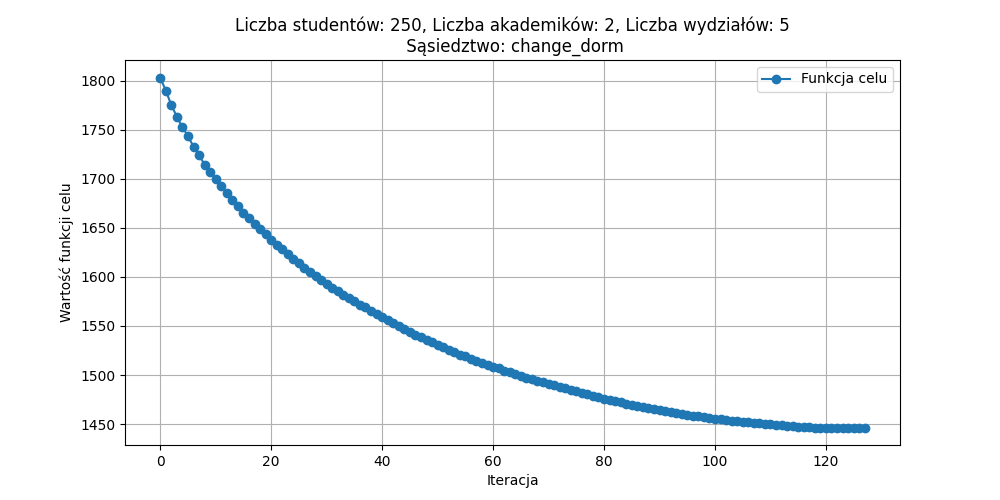 Liczba studentów: 250, Liczba akademików: 2, Liczba wydziałów: 5
Sąsiedztwo: change_dorm
Funkcja celu
Wartość funkcji celu
1800
1750
1700
1650
1600
1550
1500
1450
0 20 40 60 80 100 120
Iteracja